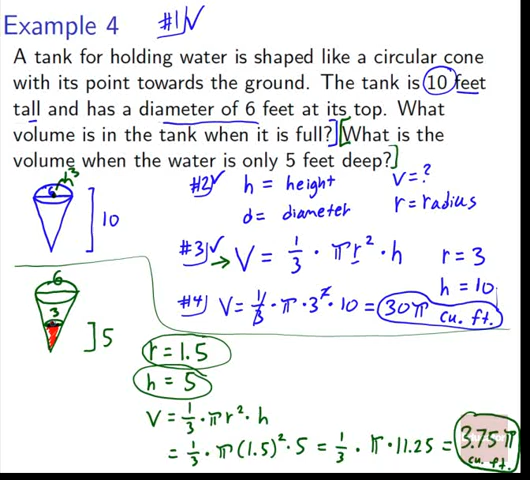 Example 4 #1)✓
A tank for holding water is shaped like a circular cone
with its point towards the ground. The tank is 10 feet
tall and has a diameter of 6 feet at its top. What
volume is in the tank when it is full?][What is the
volume when the water is only 5 feet deep?]
6 3
10
#2)✓ h = height V = ?
d = diameter r = radius
#3)✓ → V = 1/3 · πr² · h r = 3
h = 10
#4) V = 1/3 · π · 3² · 10 = 30π cu. ft.
6
3
5
r = 1.5
h = 5
V = 1/3 · πr² · h
= 1/3 · π(1.5)² · 5 = 1/3 · π · 11.25 = 3.75π cu. ft.